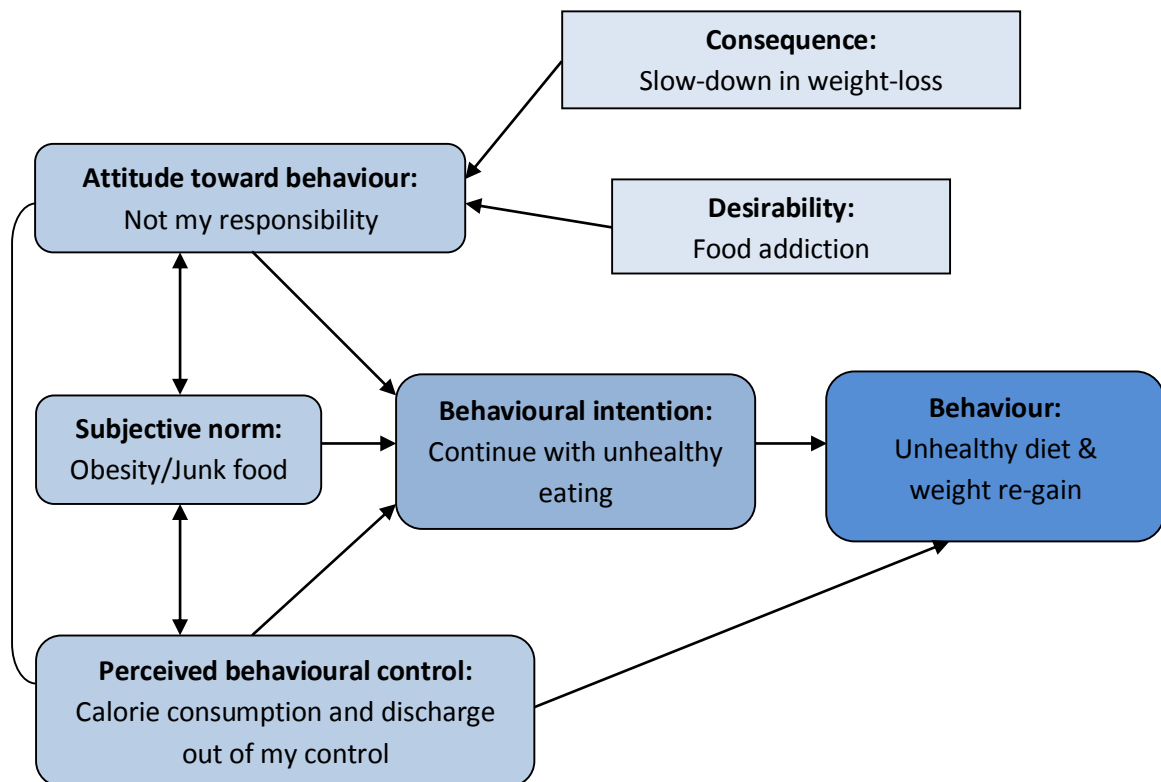 Consequence:
Slow-down in weight-loss
Attitude toward behaviour:
Not my responsibility
Desirability:
Food addiction
Subjective norm:
Obesity/Junk food
Behavioural intention:
Continue with unhealthy
eating
Behaviour:
Unhealthy diet &
weight re-gain
Perceived behavioural control:
Calorie consumption and discharge
out of my control